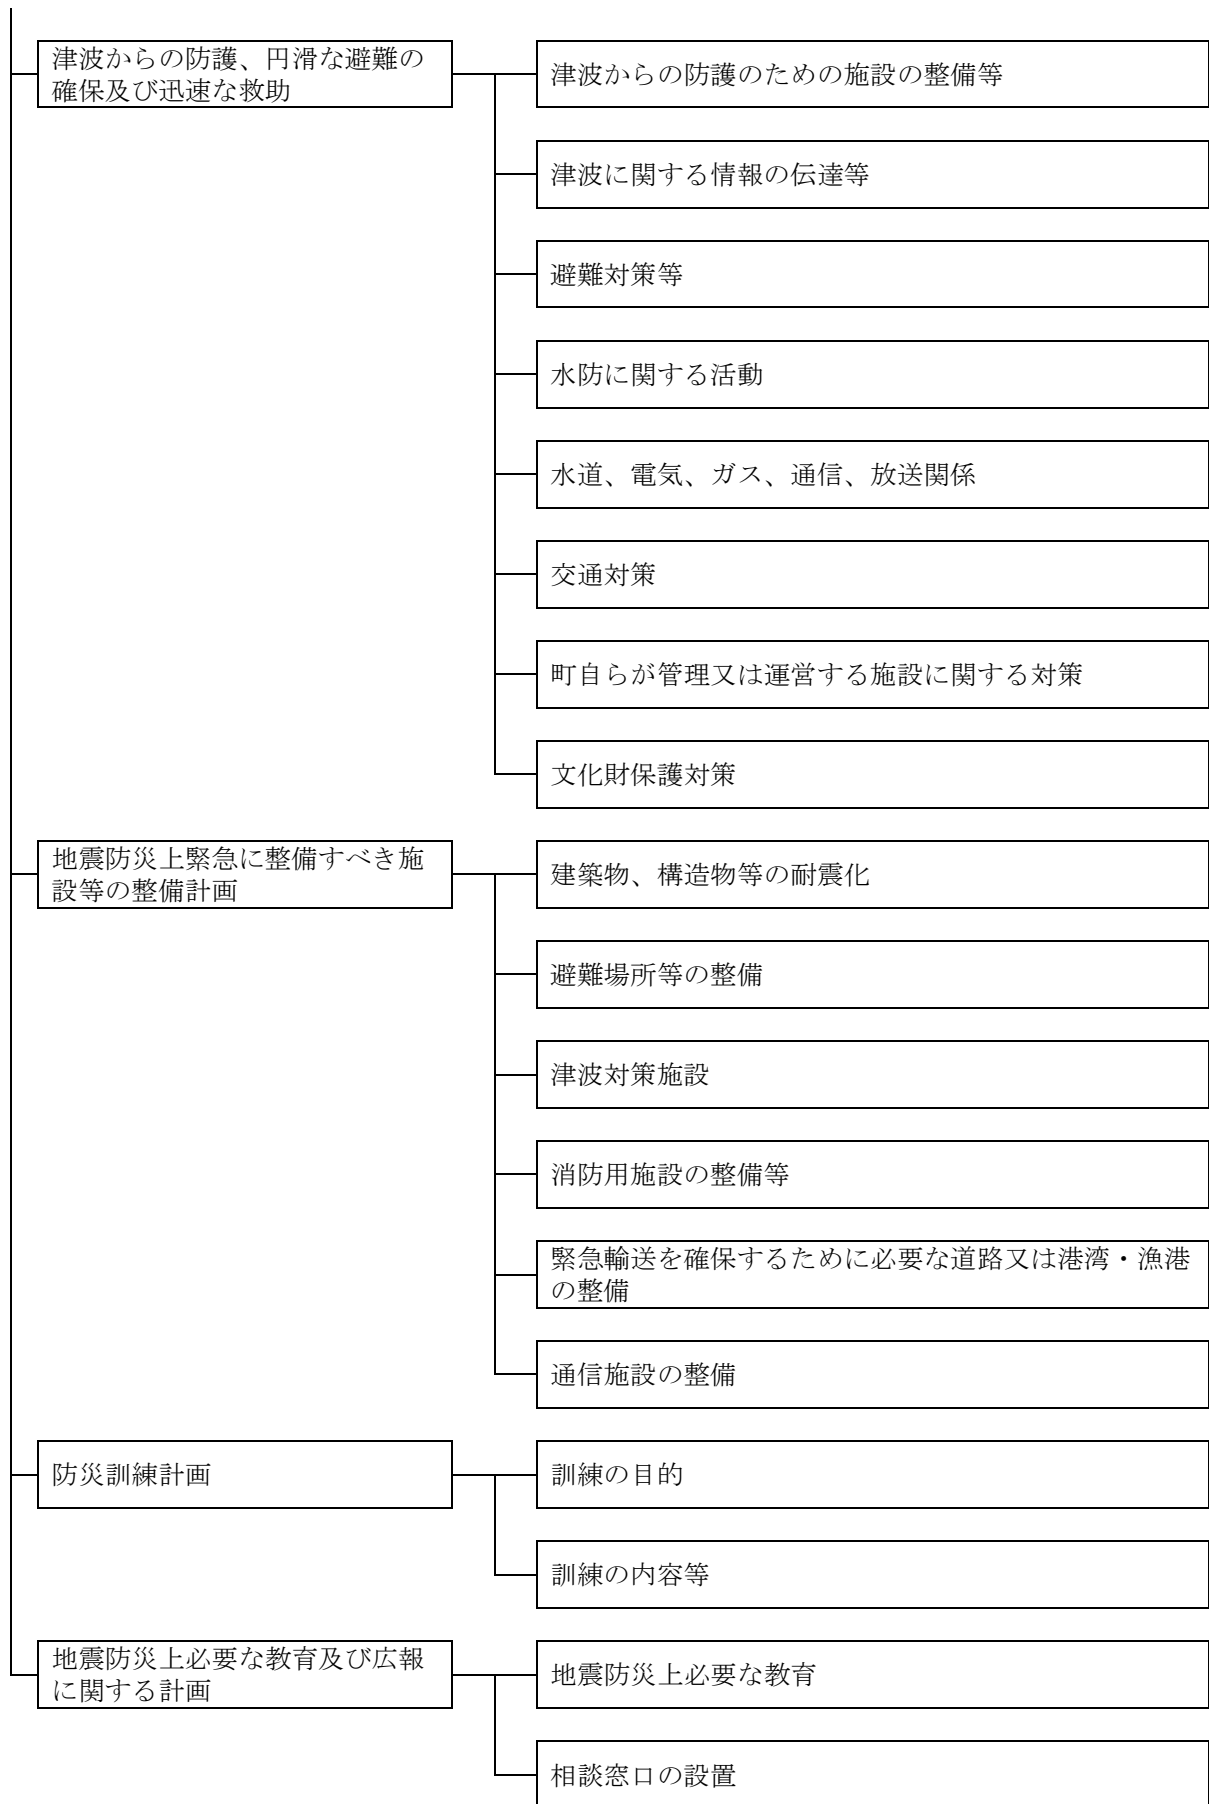 津波からの防護、円滑な避難の
確保及び迅速な救助
津波からの防護のための施設の整備等
津波に関する情報の伝達等
避難対策等
水防に関する活動
水道、電気、ガス、通信、放送関係
交通対策
町自らが管理又は運営する施設に関する対策
文化財保護対策
地震防災上緊急に整備すべき施
設等の整備計画
建築物、構造物等の耐震化
避難場所等の整備
津波対策施設
消防用施設の整備等
緊急輸送を確保するために必要な道路又は港湾・漁港
の整備
通信施設の整備
防災訓練計画
訓練の目的
訓練の内容等
地震防災上必要な教育及び広報
に関する計画
地震防災上必要な教育
相談窓口の設置